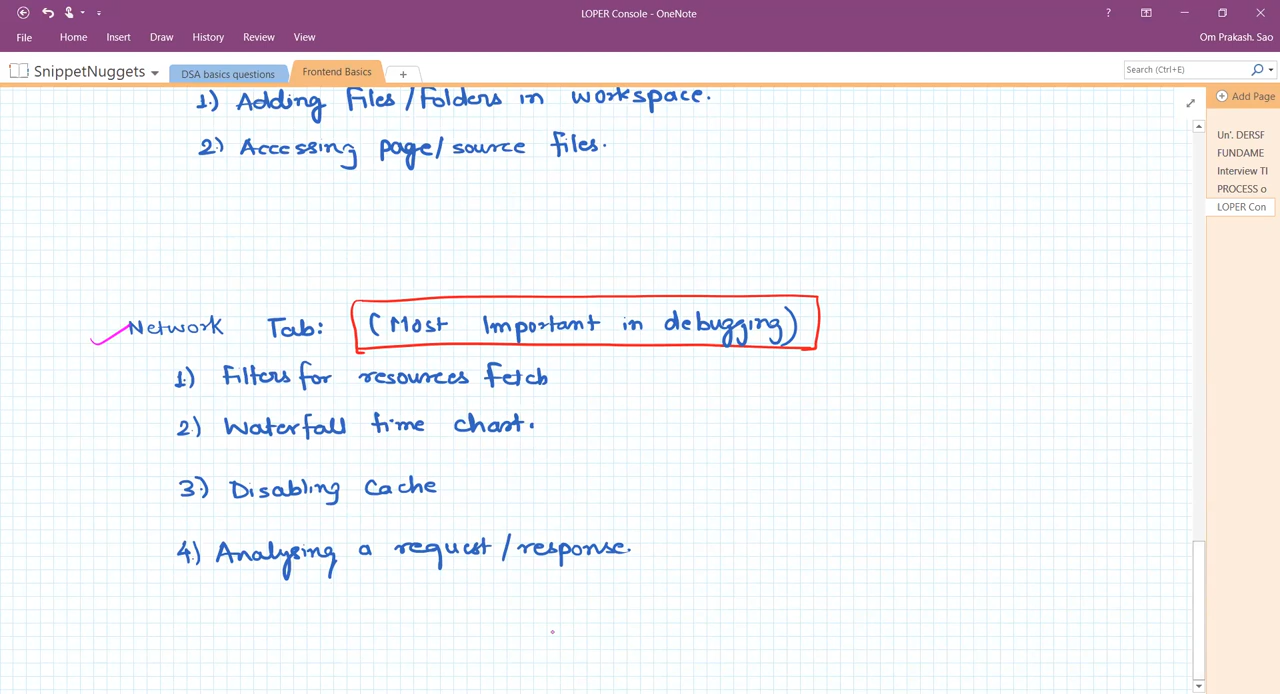 LOPER Console - OneNote
File Home Insert Draw History Review View
Om Prakash. Sao
SnippetNuggets
DSA basics questions
Frontend Basics
Search (Ctrl+E)
Add Page
Un'. DERSF
FUNDAME
Interview TI
PROCESS o
LOPER Con
1.) Adding Files/Folders in workspace.
2.) Accessing page/source files.
Network Tab: (Most Important in debugging)
1.) Filters for resources fetch
2.) Waterfall time chart.
3.) Disabling Cache
4.) Analysing a request/response.